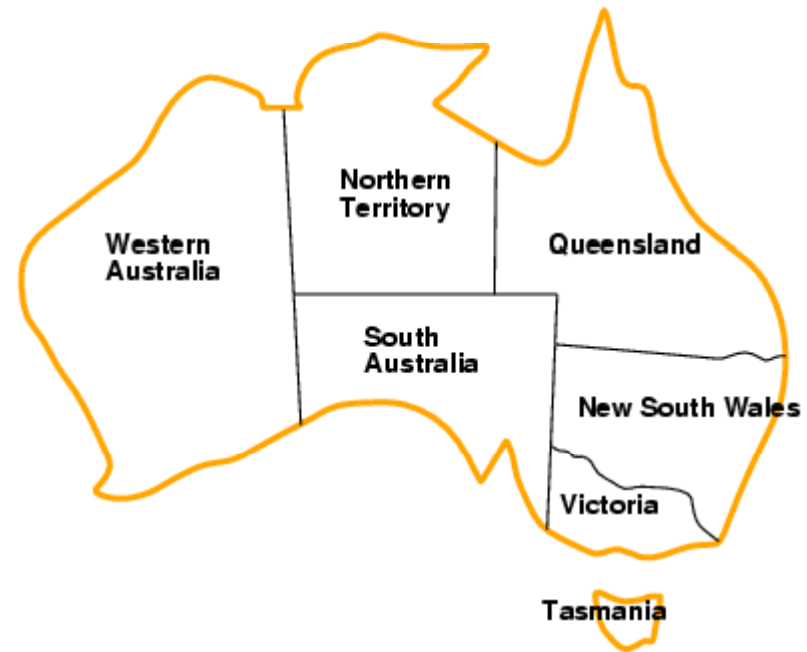 Northern
Territory
Western
Australia
Queensland
South
Australia
New South Wales
Victoria
Tasmania